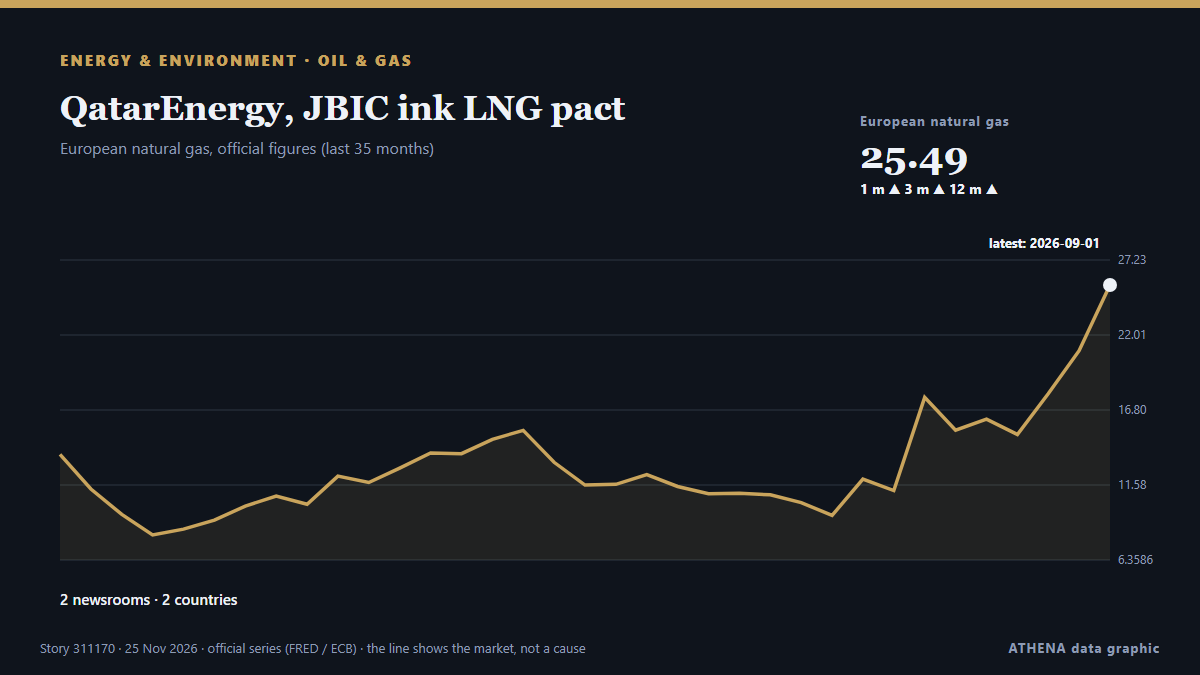 ENERGY & ENVIRONMENT · OIL & GAS
QatarEnergy, JBIC ink LNG pact
European natural gas, official figures (last 35 months)
European natural gas
25.49
1 m ▲ 3 m ▲ 12 m ▲
latest: 2026-09-01
27.23
22.01
16.80
11.58
6.3586
2 newsrooms · 2 countries
Story 311170 · 25 Nov 2026 · official series (FRED / ECB) · the line shows the market, not a cause
ATHENA data graphic